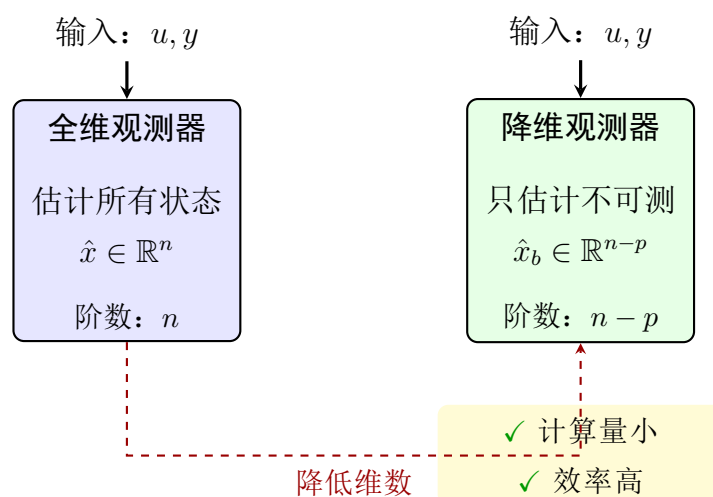 输入：u, y
全维观测器
估计所有状态
x̂ ∈ ℝⁿ
阶数：n
输入：u, y
降维观测器
只估计不可测
x̂_b ∈ ℝⁿ⁻ᵖ
阶数：n − p
✓ 计算量小
✓ 效率高
降低维数